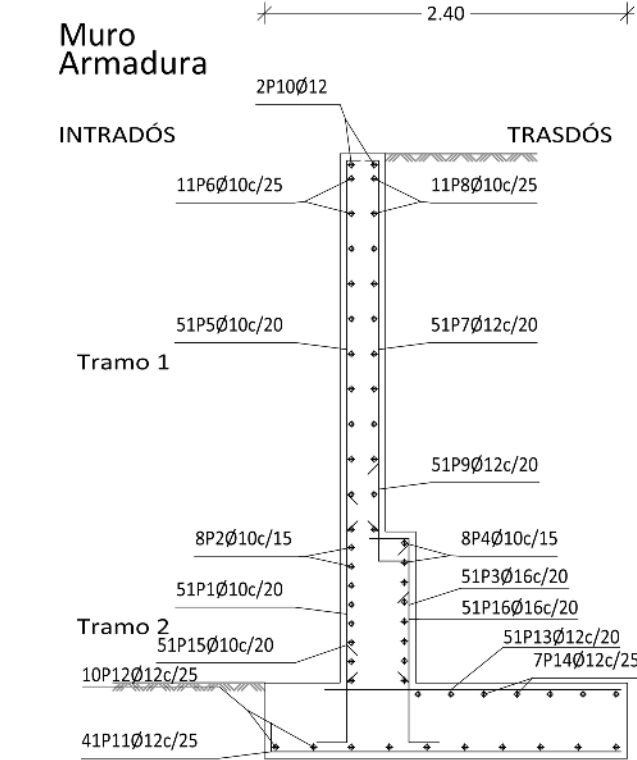 2.40
Muro
Armadura
2P10Ø12
INTRADÓS
TRASDÓS
11P6Ø10c/25
11P8Ø10c/25
51P5Ø10c/20
51P7Ø12c/20
Tramo 1
51P9Ø12c/20
8P2Ø10c/15
8P4Ø10c/15
51P3Ø16c/20
51P1Ø10c/20
51P16Ø16c/20
Tramo 2
51P15Ø10c/20
51P13Ø12c/20
7P14Ø12c/25
10P12Ø12c/25
41P11Ø12c/25